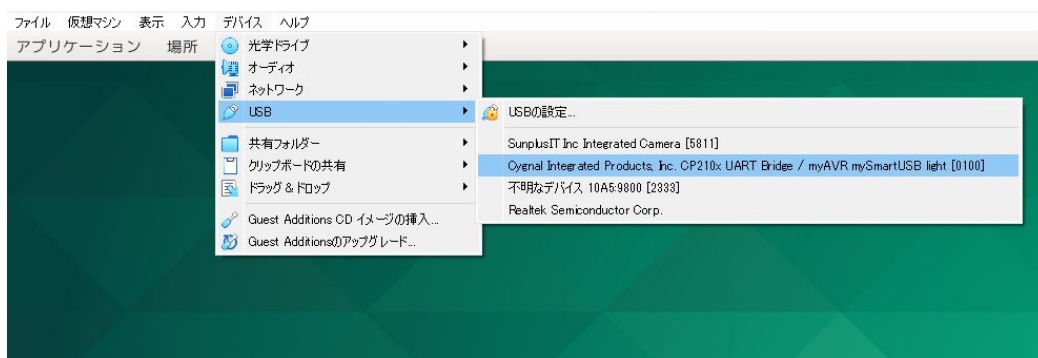 ファイル 仮想マシン 表示 入力 デバイス ヘルプ
アプリケーション 場所
光学ドライブ
オーディオ
ネットワーク
USB
共有フォルダー
クリップボードの共有
ドラッグ & ドロップ
Guest Additions CD イメージの挿入...
Guest Additionsのアップグレード...
USBの設定...
SunplusIT Inc Integrated Camera [5811]
Cygnal Integrated Products, Inc. CP210x UART Bridge / myAVR mySmartUSB light [0100]
不明なデバイス 10A5:9800 [2333]
Realtek Semiconductor Corp.